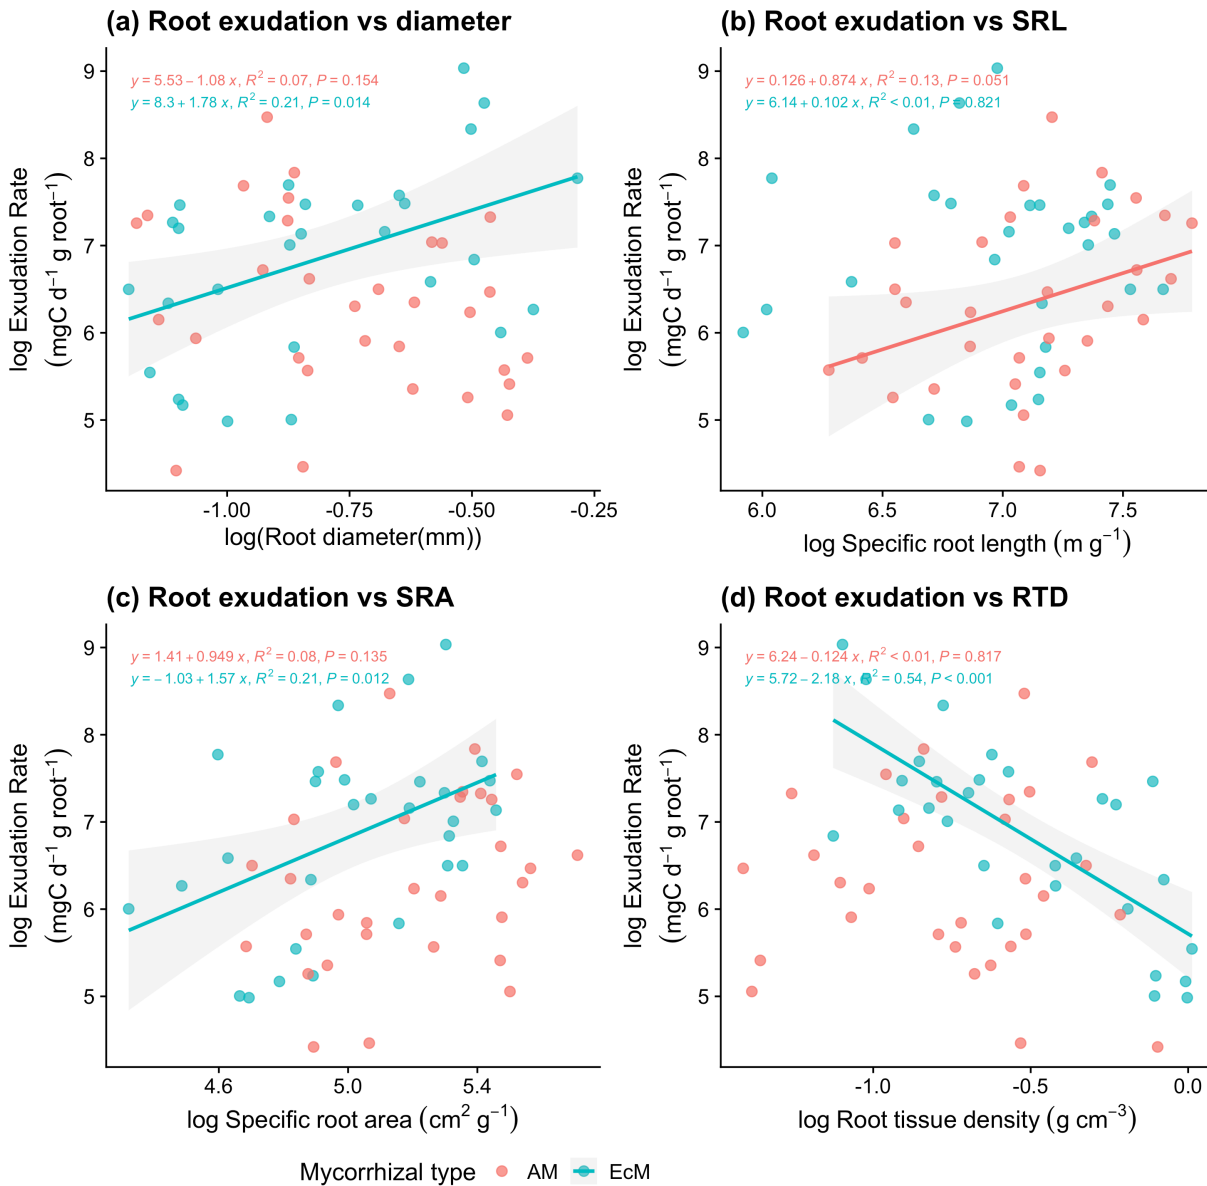 (a) Root exudation vs diameter
y = 5.53 − 1.08 x, R² = 0.07, P = 0.154
y = 8.3 + 1.78 x, R² = 0.21, P = 0.014
log Exudation Rate
(mgC d⁻¹ g root⁻¹)
9
8
7
6
5
-1.00 -0.75 -0.50 -0.25
log(Root diameter(mm))
(b) Root exudation vs SRL
y = 0.126 + 0.874 x, R² = 0.13, P = 0.051
y = 6.14 + 0.102 x, R² < 0.01, P = 0.821
log Exudation Rate
(mgC d⁻¹ g root⁻¹)
9
8
7
6
5
6.0 6.5 7.0 7.5
log Specific root length (m g⁻¹)
(c) Root exudation vs SRA
y = 1.41 + 0.949 x, R² = 0.08, P = 0.135
y = − 1.03 + 1.57 x, R² = 0.21, P = 0.012
log Exudation Rate
(mgC d⁻¹ g root⁻¹)
9
8
7
6
5
4.6 5.0 5.4
log Specific root area (cm² g⁻¹)
(d) Root exudation vs RTD
y = 6.24 − 0.124 x, R² < 0.01, P = 0.817
y = 5.72 − 2.18 x, R² = 0.54, P < 0.001
log Exudation Rate
(mgC d⁻¹ g root⁻¹)
9
8
7
6
5
-1.0 -0.5 0.0
log Root tissue density (g cm⁻³)
Mycorrhizal type AM EcM